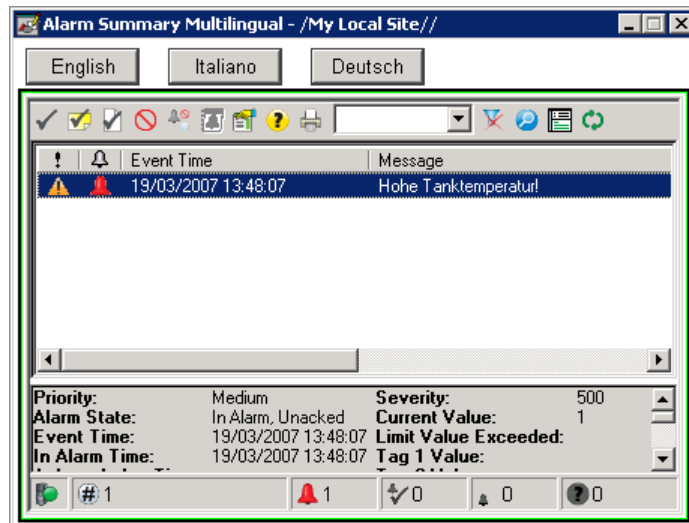 Alarm Summary Multilingual - /My Local Site//
English Italiano Deutsch
! Event Time Message
19/03/2007 13:48:07 Hohe Tanktemperatur!
Priority: Medium Severity: 500
Alarm State: In Alarm, Unacked Current Value: 1
Event Time: 19/03/2007 13:48:07 Limit Value Exceeded:
In Alarm Time: 19/03/2007 13:48:07 Tag 1 Value:
# 1 1 0 0 ? 0